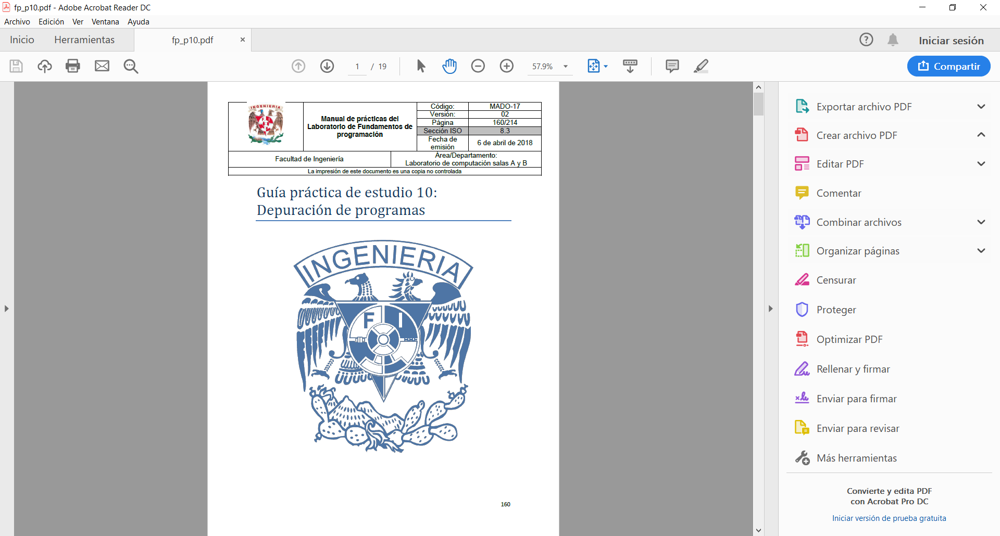 fp_p10.pdf - Adobe Acrobat Reader DC
Archivo Edición Ver Ventana Ayuda
Inicio Herramientas fp_p10.pdf × Iniciar sesión
1 / 19 57.9% Compartir
INGENIERIA
F I
Manual de prácticas del
Laboratorio de Fundamentos de
programación
Código: MADO-17
Versión: 02
Página 160/214
Sección ISO 8.3
Fecha de
emisión
6 de abril de 2018
Facultad de Ingeniería
Área/Departamento:
Laboratorio de computación salas A y B
La impresión de este documento es una copia no controlada
Guía práctica de estudio 10:
Depuración de programas
INGENIERIA
F I
160
Exportar archivo PDF
Crear archivo PDF
Editar PDF
Comentar
Combinar archivos
Organizar páginas
Censurar
Proteger
Optimizar PDF
Rellenar y firmar
Enviar para firmar
Enviar para revisar
Más herramientas
Convierte y edita PDF
con Acrobat Pro DC
Iniciar versión de prueba gratuita